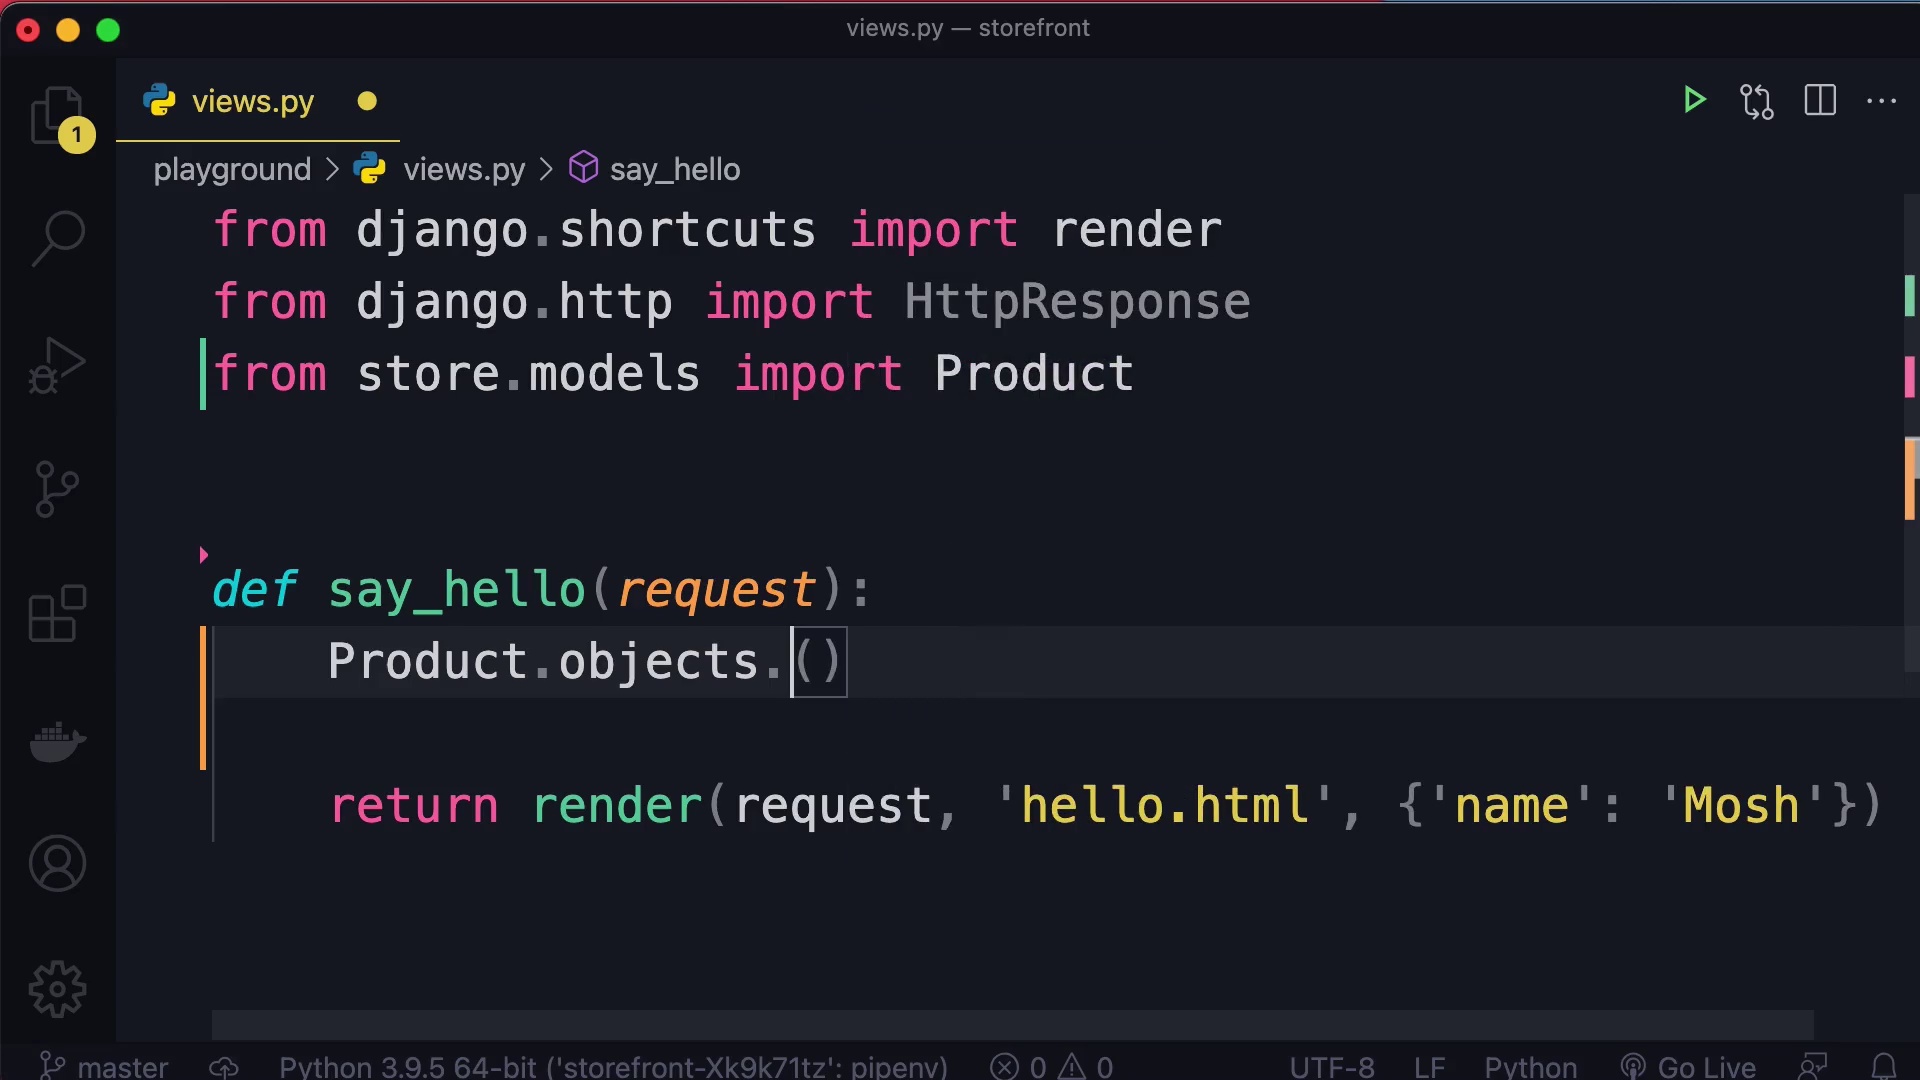 views.py — storefront
views.py
1
playground > views.py > say_hello
from django.shortcuts import render
from django.http import HttpResponse
from store.models import Product
def say_hello(request):
    Product.objects.()
    return render(request, 'hello.html', {'name': 'Mosh'})
master Python 3.9.5 64-bit ('storefront-Xk9k71tz': pipenv) 0 0 UTF-8 LF Python Go Live